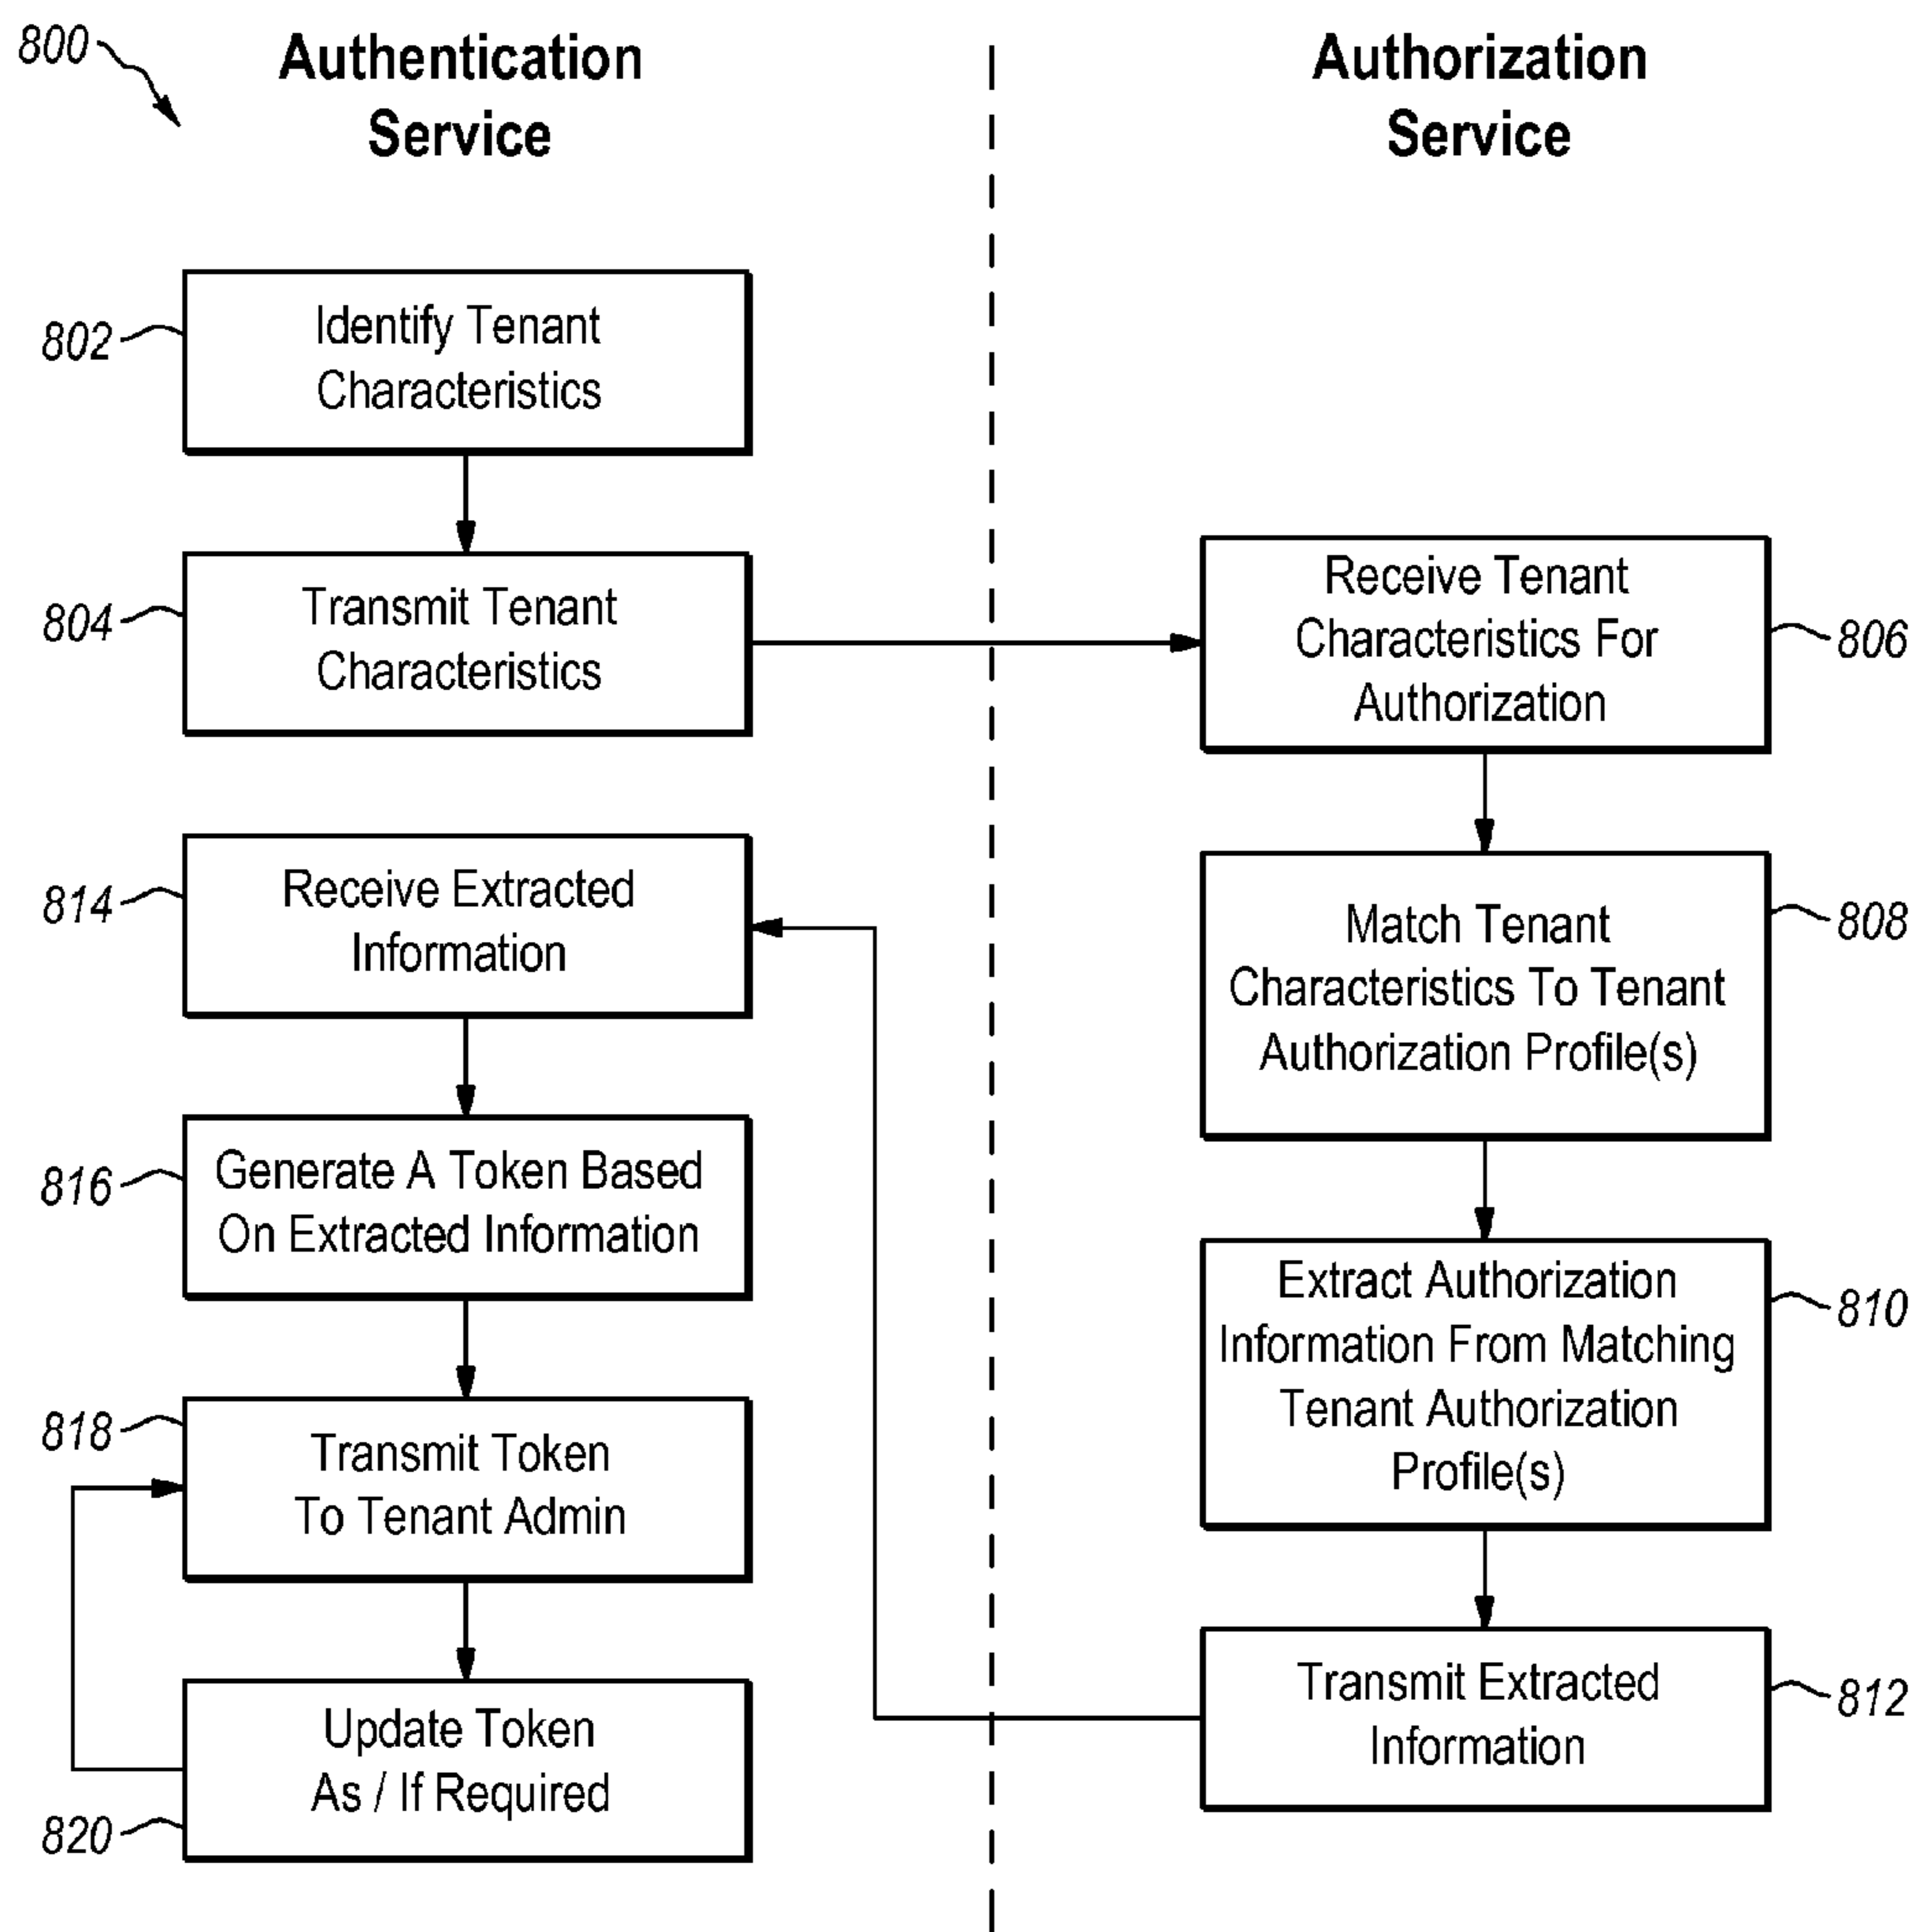 800
Authentication
Service
Authorization
Service
802
Identify Tenant
Characteristics
804
Transmit Tenant
Characteristics
806
Receive Tenant
Characteristics For
Authorization
808
Match Tenant
Characteristics To Tenant
Authorization Profile(s)
810
Extract Authorization
Information From Matching
Tenant Authorization
Profile(s)
812
Transmit Extracted
Information
814
Receive Extracted
Information
816
Generate A Token Based
On Extracted Information
818
Transmit Token
To Tenant Admin
820
Update Token
As / If Required